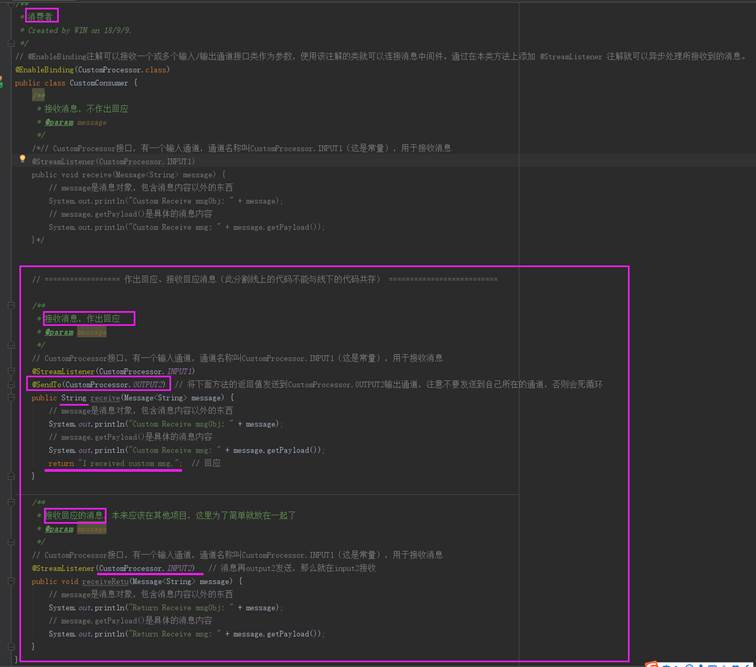 /**
* 消费者
* Created by WIN on 18/9/9.
*/
// @EnableBinding注解可以接收一个或多个输入/输出通道接口类作为参数，使用该注解的类就可以连接消息中间件，通过在本类方法上添加 @StreamListener 注解就可以异步处理所接收到的消息。
@EnableBinding(CustomProcessor.class)
public class CustomConsumer {
/**
* 接收消息，不作出回应
* @param message
*/
/*// CustomProcessor接口，有一个输入通道，通道名称叫CustomProcessor.INPUT1（这是常量），用于接收消息
@StreamListener(CustomProcessor.INPUT1)
public void receive(Message<String> message) {
// message是消息对象，包含消息内容以外的东西
System.out.println("Custom Receive msgObj: " + message);
// message.getPayload()是具体的消息内容
System.out.println("Custom Receive msg: " + message.getPayload());
}*/
作出回应、接收回应消息（此分割线上的代码不能与线下的代码共存）
/**
* 接收消息，作出回应
* @param message
*/
// CustomProcessor接口，有一个输入通道，通道名称叫CustomProcessor.INPUT1（这是常量），用于接收消息
@StreamListener(CustomProcessor.INPUT1)
@SendTo(CustomProcessor.OUTPUT2) // 将下面方法的返回值发送到CustomProcessor.OUTPUT2输出通道，注意不要发送到自己所在的通道，否则会死循环
public String receive(Message<String> message) {
// message是消息对象，包含消息内容以外的东西
System.out.println("Custom Receive msgObj: " + message);
// message.getPayload()是具体的消息内容
System.out.println("Custom Receive msg: " + message.getPayload());
return "I received custom msg."; // 回应
}
/**
* 接收回应的消息，本来应该在其他项目，这里为了简单就放在一起了
* @param message
*/
// CustomProcessor接口，有一个输入通道，通道名称叫CustomProcessor.INPUT1（这是常量），用于接收消息
@StreamListener(CustomProcessor.INPUT2) // 消息再output2发送，那么就在input2接收
public void receiveRetu(Message<String> message) {
// message是消息对象，包含消息内容以外的东西
System.out.println("Return Receive msgObj: " + message);
// message.getPayload()是具体的消息内容
System.out.println("Return Receive msg: " + message.getPayload());
}
}